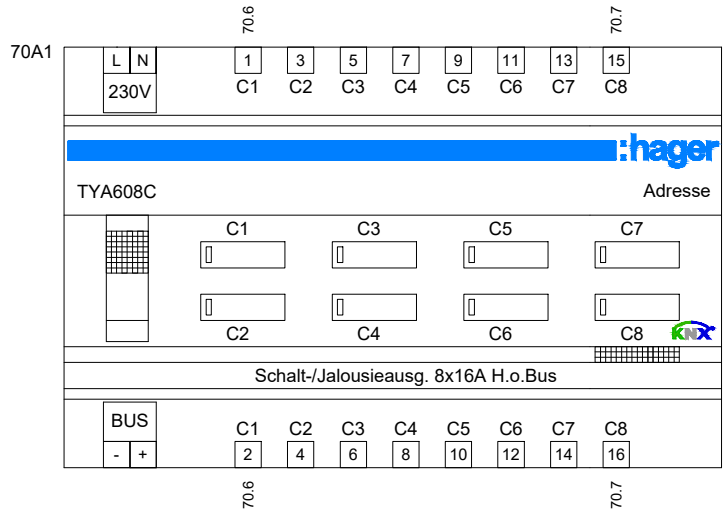 70.6 70.7
70A1
L N 1 3 5 7 9 11 13 15
230V C1 C2 C3 C4 C5 C6 C7 C8
:hager
TYA608C Adresse
C1 C3 C5 C7
C2 C4 C6 C8 KNX
Schalt-/Jalousieausg. 8x16A H.o.Bus
BUS C1 C2 C3 C4 C5 C6 C7 C8
- + 2 4 6 8 10 12 14 16
70.6 70.7